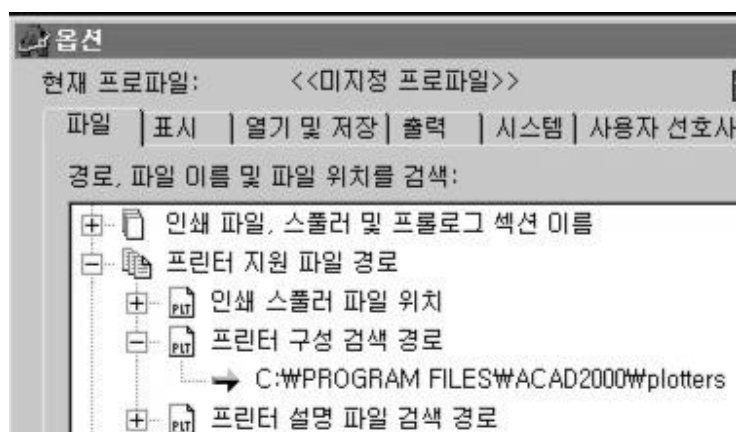 옵션
현재 프로파일: <<미지정 프로파일>>
파일 표시 열기 및 저장 출력 시스템 사용자 선호사
경로, 파일 이름 및 파일 위치를 검색:
인쇄 파일, 스풀러 및 프롤로그 섹션 이름
프린터 지원 파일 경로
PLT 인쇄 스풀러 파일 위치
PLT 프린터 구성 검색 경로
C:₩PROGRAM FILES₩ACAD2000₩plotters
PLT 프린터 설명 파일 검색 경로